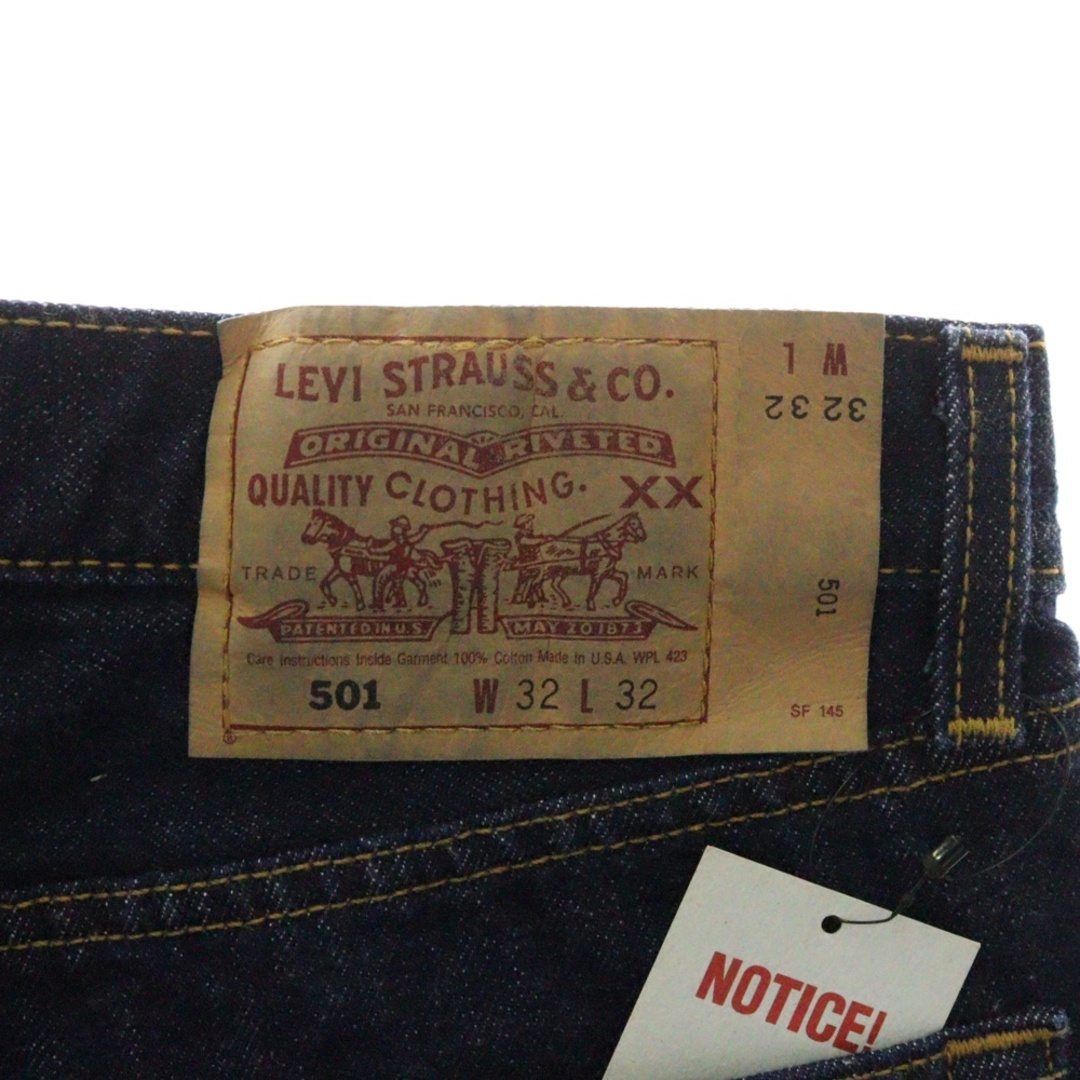 LEVI STRAUSS & CO.
SAN FRANCISCO, CAL.
ORIGINAL RIVETED
QUALITY CLOTHING. XX
TRADE MARK
PATENTED IN U.S. MAY 20 1873
Care Instructions Inside Garment 100% Cotton Made in U.S.A. WPL 423
501 W 32 L 32
®
W L
32 32
501
SF 145
NOTICE!